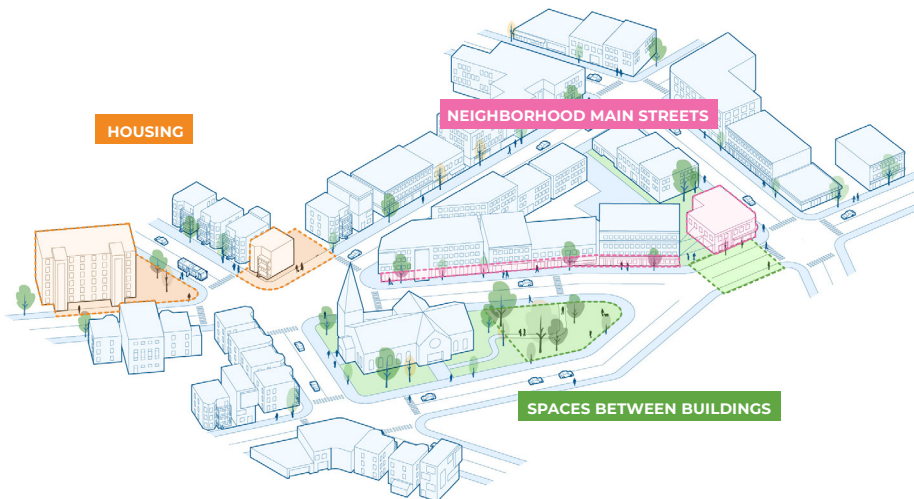 NEIGHBORHOOD MAIN STREETS
HOUSING
SPACES BETWEEN BUILDINGS